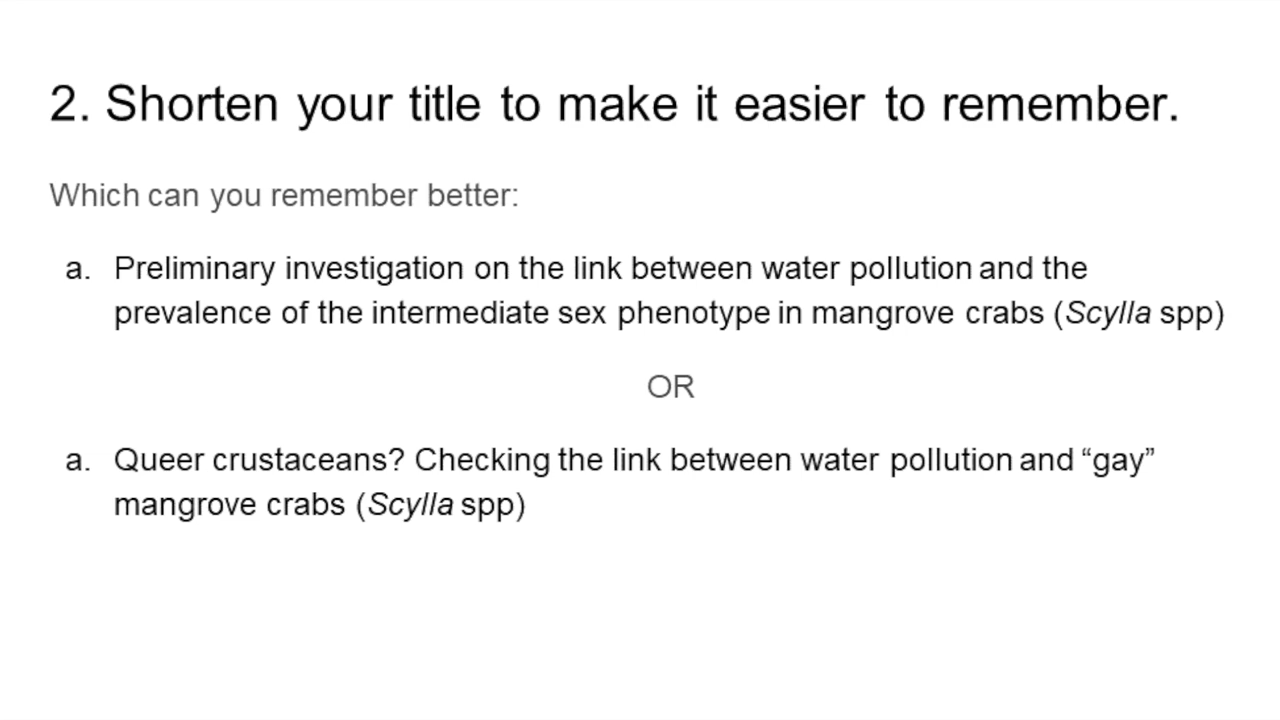 2. Shorten your title to make it easier to remember.
Which can you remember better:
a. Preliminary investigation on the link between water pollution and the
prevalence of the intermediate sex phenotype in mangrove crabs (Scylla spp)
OR
a. Queer crustaceans? Checking the link between water pollution and “gay”
mangrove crabs (Scylla spp)